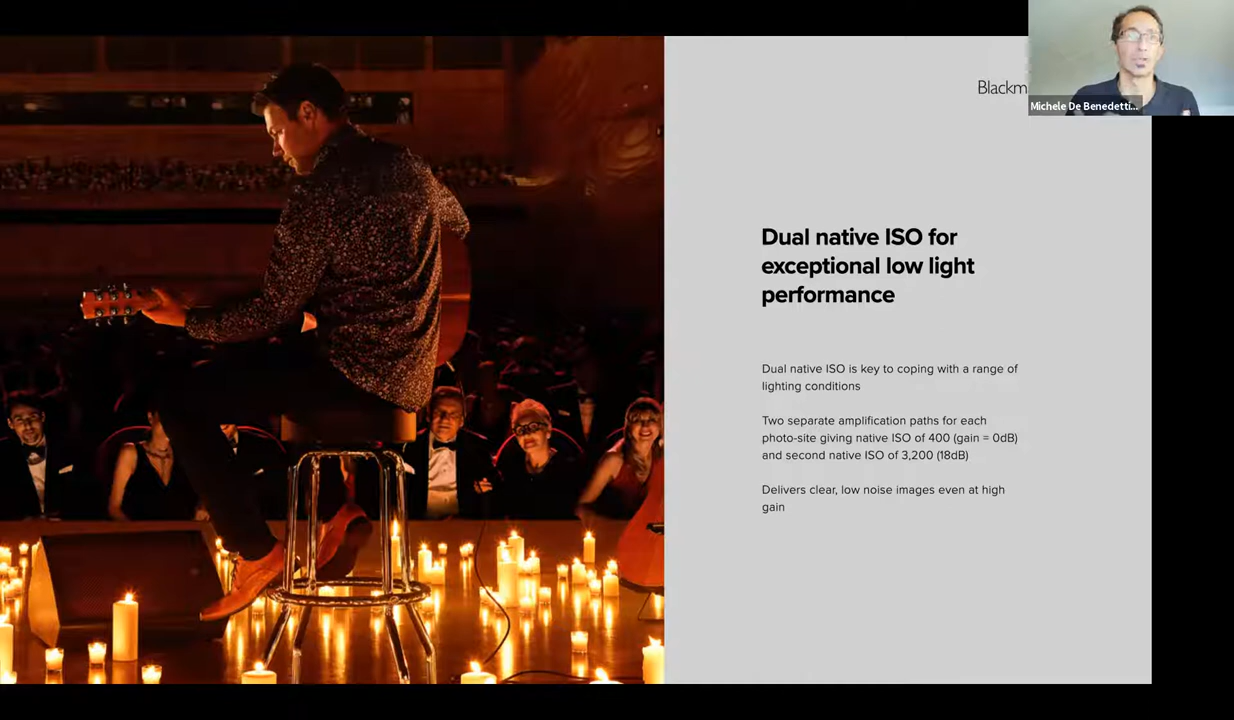 Blackm
Michele De Benedetti...
Dual native ISO for
exceptional low light
performance
Dual native ISO is key to coping with a range of
lighting conditions
Two separate amplification paths for each
photo-site giving native ISO of 400 (gain = 0dB)
and second native ISO of 3,200 (18dB)
Delivers clear, low noise images even at high
gain